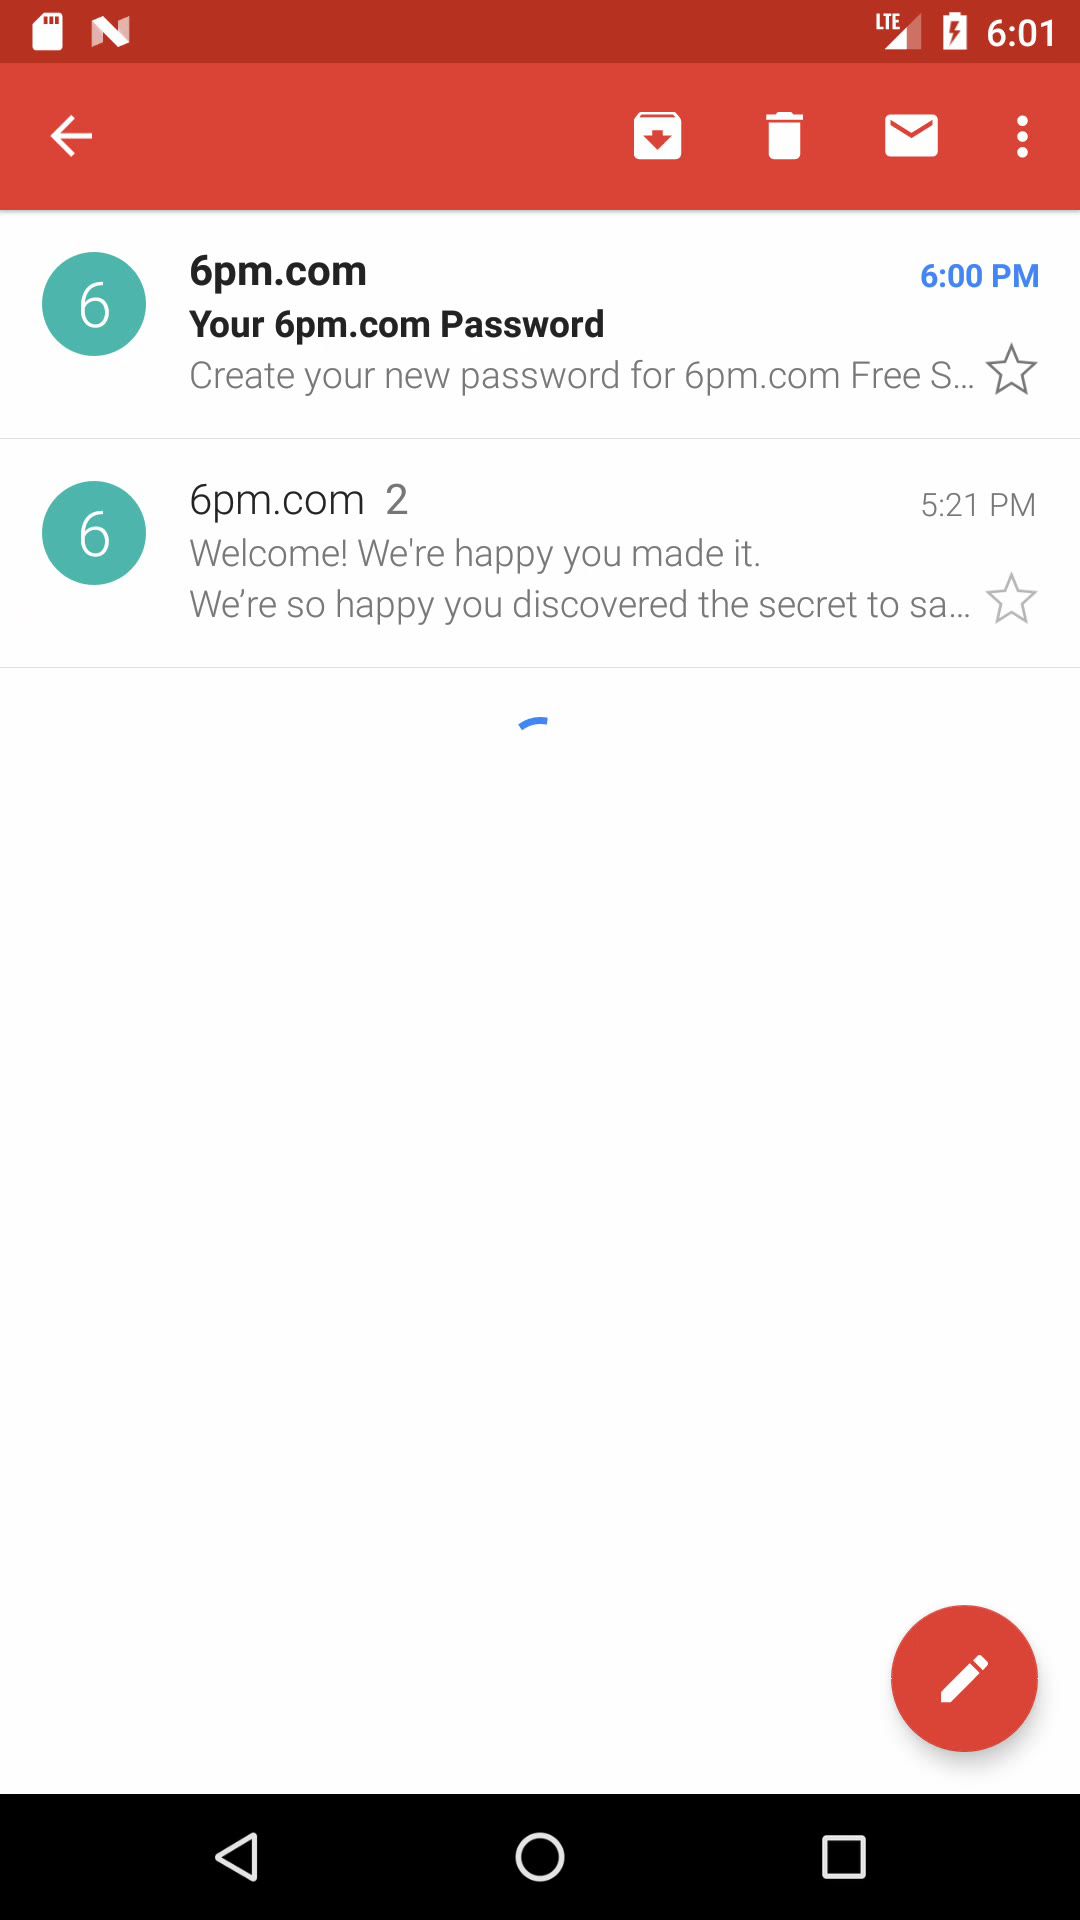 LTE 6:01
6
6pm.com
6:00 PM
Your 6pm.com Password
Create your new password for 6pm.com Free S...
6
6pm.com 2
5:21 PM
Welcome! We're happy you made it.
We’re so happy you discovered the secret to sa...